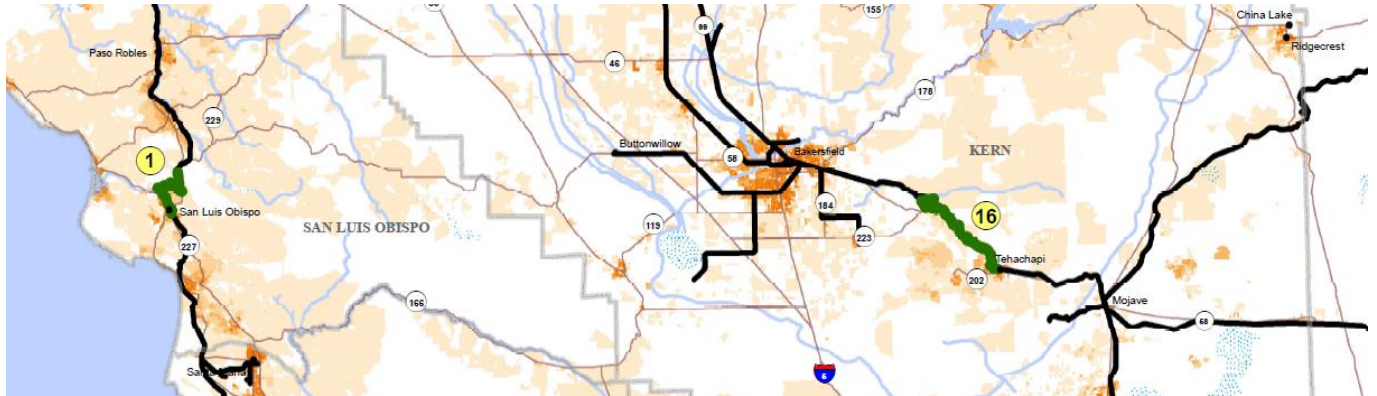 155
China Lake
99
Ridgecrest
Paso Robles
46
178
229
Buttonwillow
Bakersfield
58
KERN
1
San Luis Obispo
184
16
SAN LUIS OBISPO
119
227
223
Tehachapi
202
166
Mojave
58
5